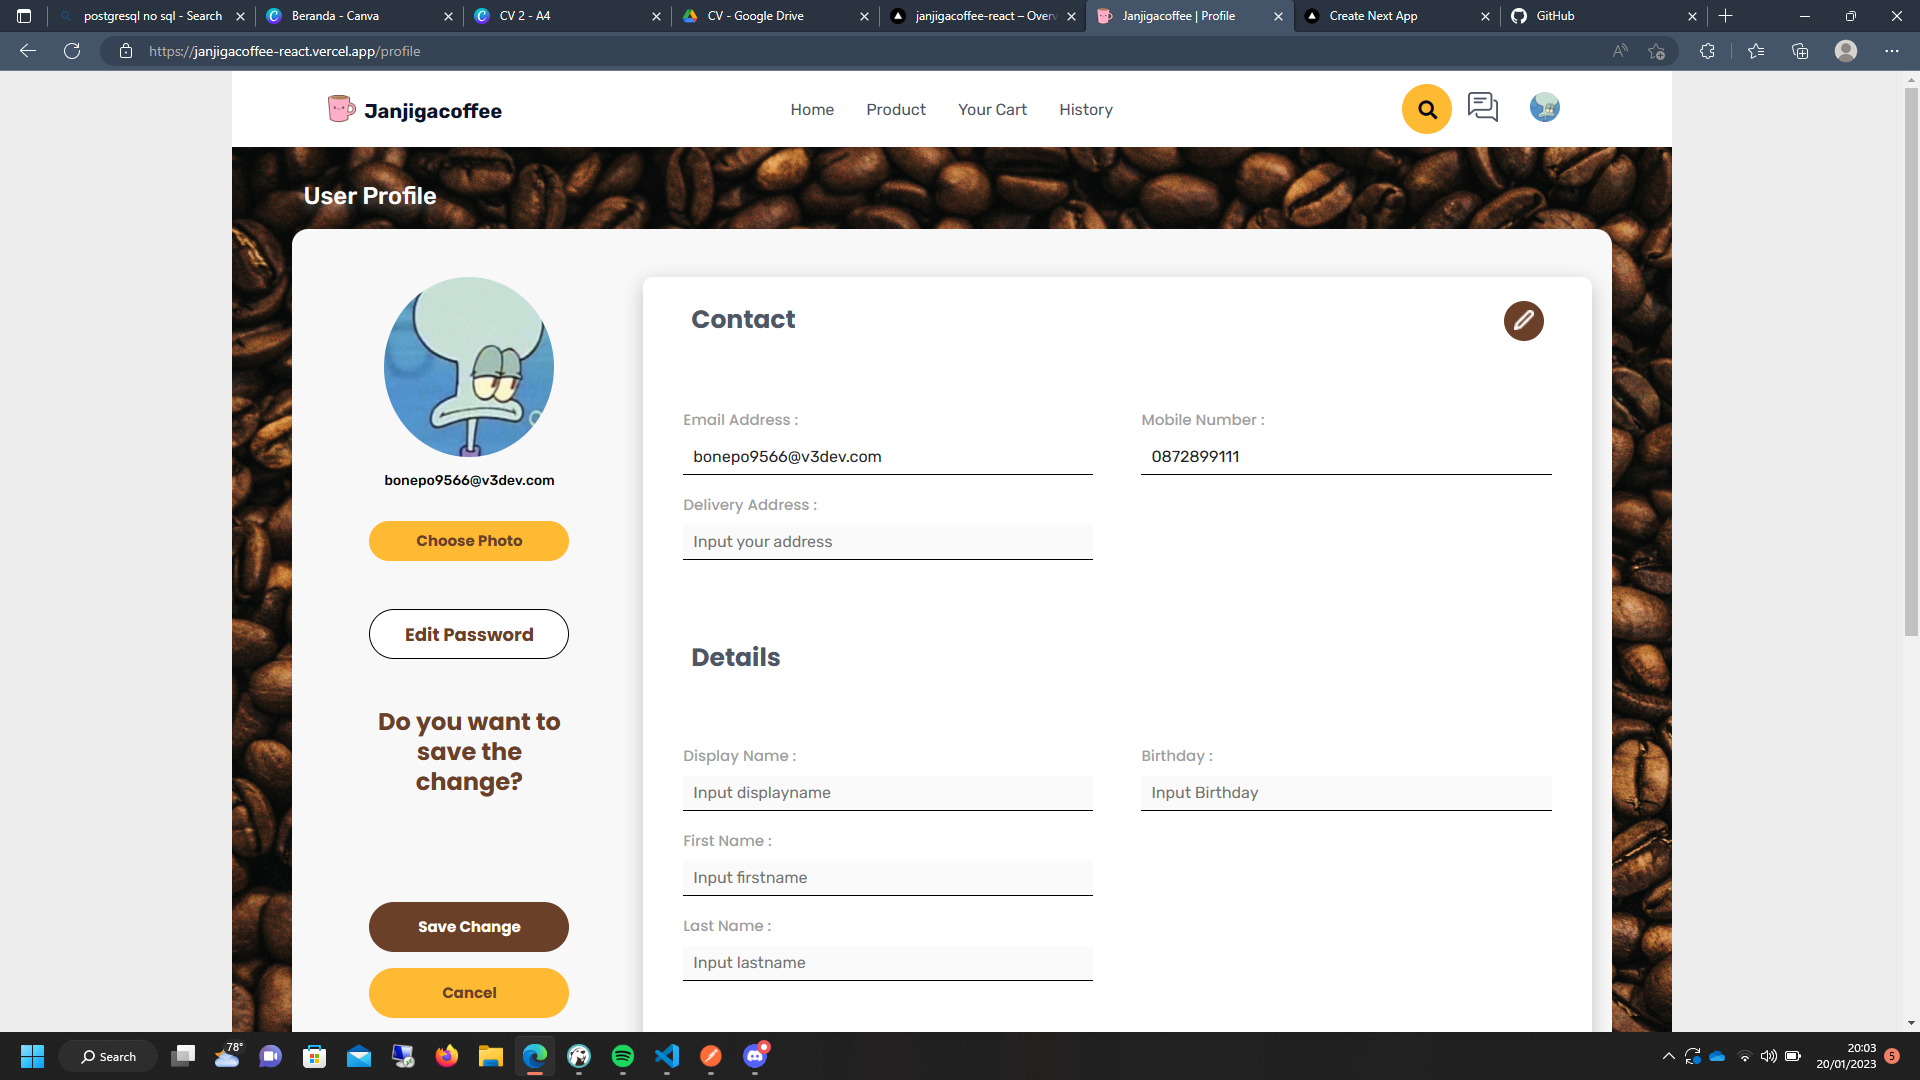 postgresql no sql - Search
Beranda - Canva
CV 2 - A4
CV - Google Drive
janjigacoffee-react – Over
Janjigacoffee | Profile
Create Next App
GitHub
https://janjigacoffee-react.vercel.app/profile
Janjigacoffee
Home
Product
Your Cart
History
User Profile
bonepo9566@v3dev.com
Choose Photo
Edit Password
Do you want to
save the
change?
Save Change
Cancel
Contact
Email Address :
Mobile Number :
bonepo9566@v3dev.com
0872899111
Delivery Address :
Input your address
Details
Display Name :
Birthday :
Input displayname
Input Birthday
First Name :
Input firstname
Last Name :
Input lastname
Search
78°
20:03
20/01/2023
5